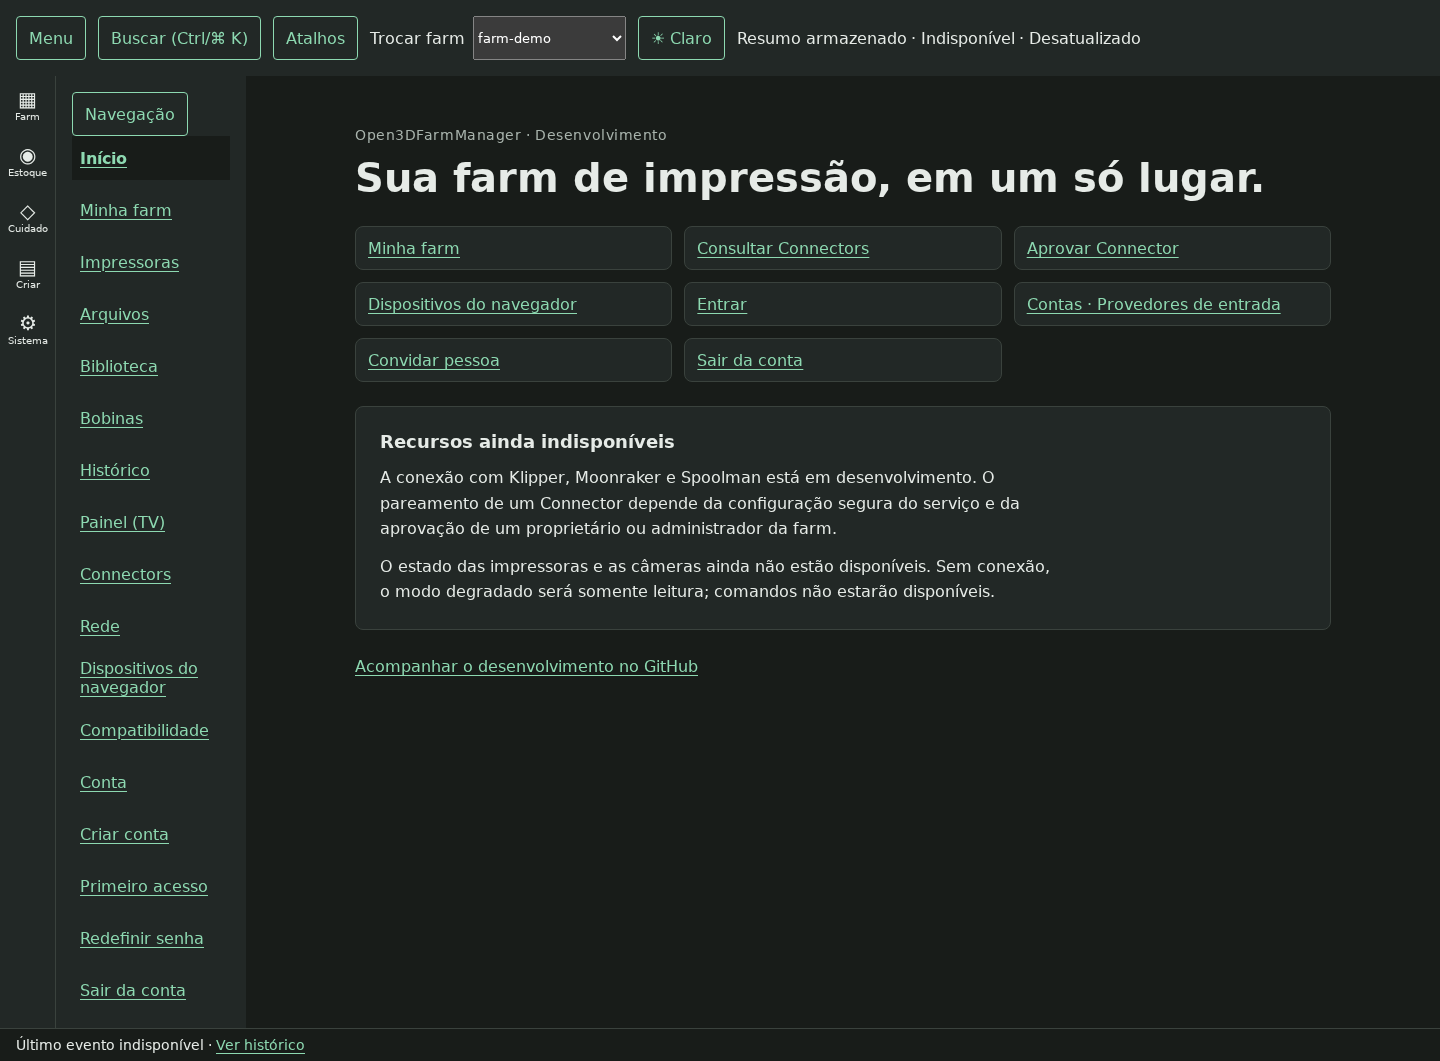 Menu
Buscar (Ctrl/⌘ K)
Atalhos
Trocar farm
farm-demo
☀ Claro
Resumo armazenado · Indisponível · Desatualizado
Farm
Estoque
Cuidado
Criar
Sistema
Navegação
Início
Minha farm
Impressoras
Arquivos
Biblioteca
Bobinas
Histórico
Painel (TV)
Connectors
Rede
Dispositivos do
navegador
Compatibilidade
Conta
Criar conta
Primeiro acesso
Redefinir senha
Sair da conta
Open3DFarmManager · Desenvolvimento
Sua farm de impressão, em um só lugar.
Minha farm
Consultar Connectors
Aprovar Connector
Dispositivos do navegador
Entrar
Contas · Provedores de entrada
Convidar pessoa
Sair da conta
Recursos ainda indisponíveis
A conexão com Klipper, Moonraker e Spoolman está em desenvolvimento. O
pareamento de um Connector depende da configuração segura do serviço e da
aprovação de um proprietário ou administrador da farm.
O estado das impressoras e as câmeras ainda não estão disponíveis. Sem conexão,
o modo degradado será somente leitura; comandos não estarão disponíveis.
Acompanhar o desenvolvimento no GitHub
Último evento indisponível · Ver histórico